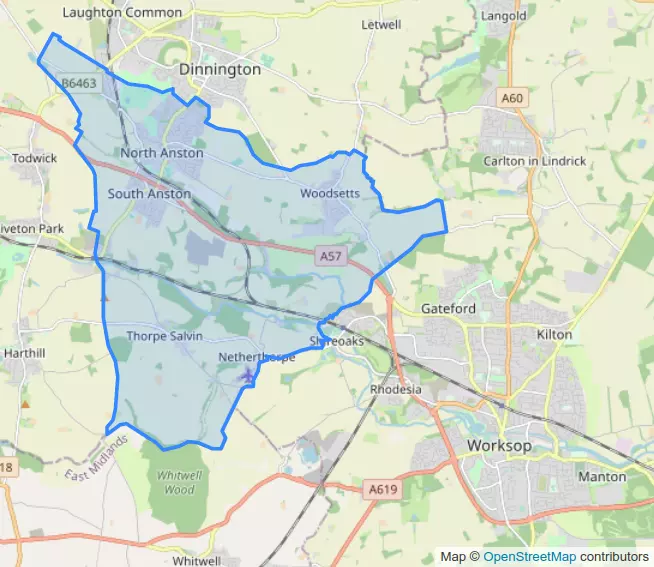 Laughton Common
Letwell
Langold
Dinnington
B6463
A60
Todwick
North Anston
Carlton in Lindrick
South Anston
Woodsetts
iveton Park
A57
Gateford
Kilton
Thorpe Salvin
Harthill
Netherthorpe
Shireoaks
Rhodesia
Worksop
East Midlands
18
Whitwell
Wood
Manton
A619
Whitwell
Map © OpenStreetMap contributors